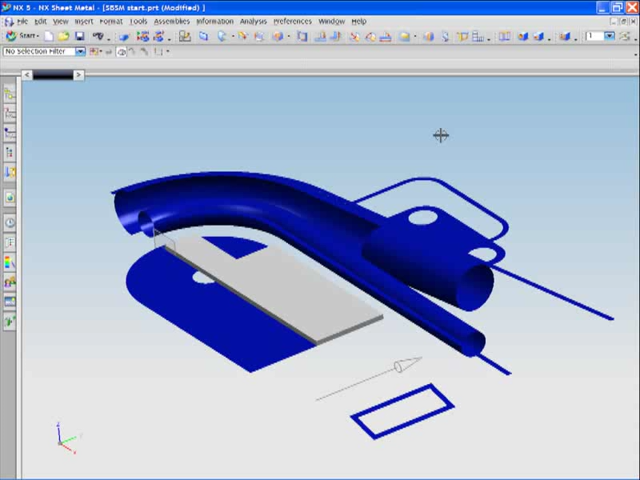 NX 5 - NX Sheet Metal - [SBSM start.prt (Modified) ]
File Edit View Insert Format Tools Assemblies Information Analysis Preferences Window Help
Start 1
No Selection Filter